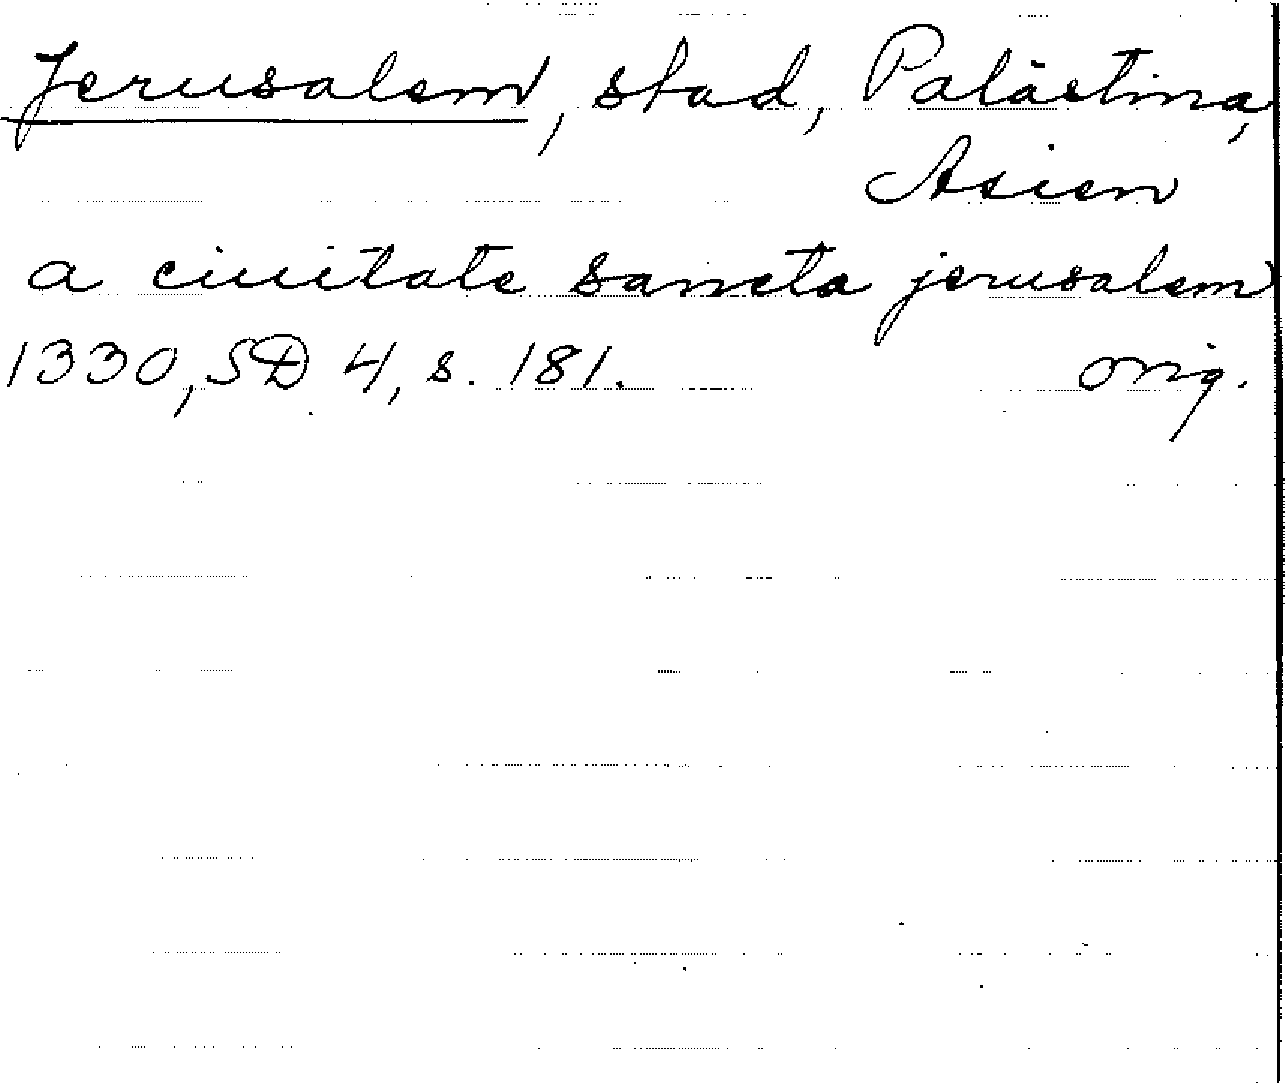 Jerusalem, stad, Palästina,
Asien
a ciuitate sancta jerusalem
1330, SD 4, s. 181. orig.